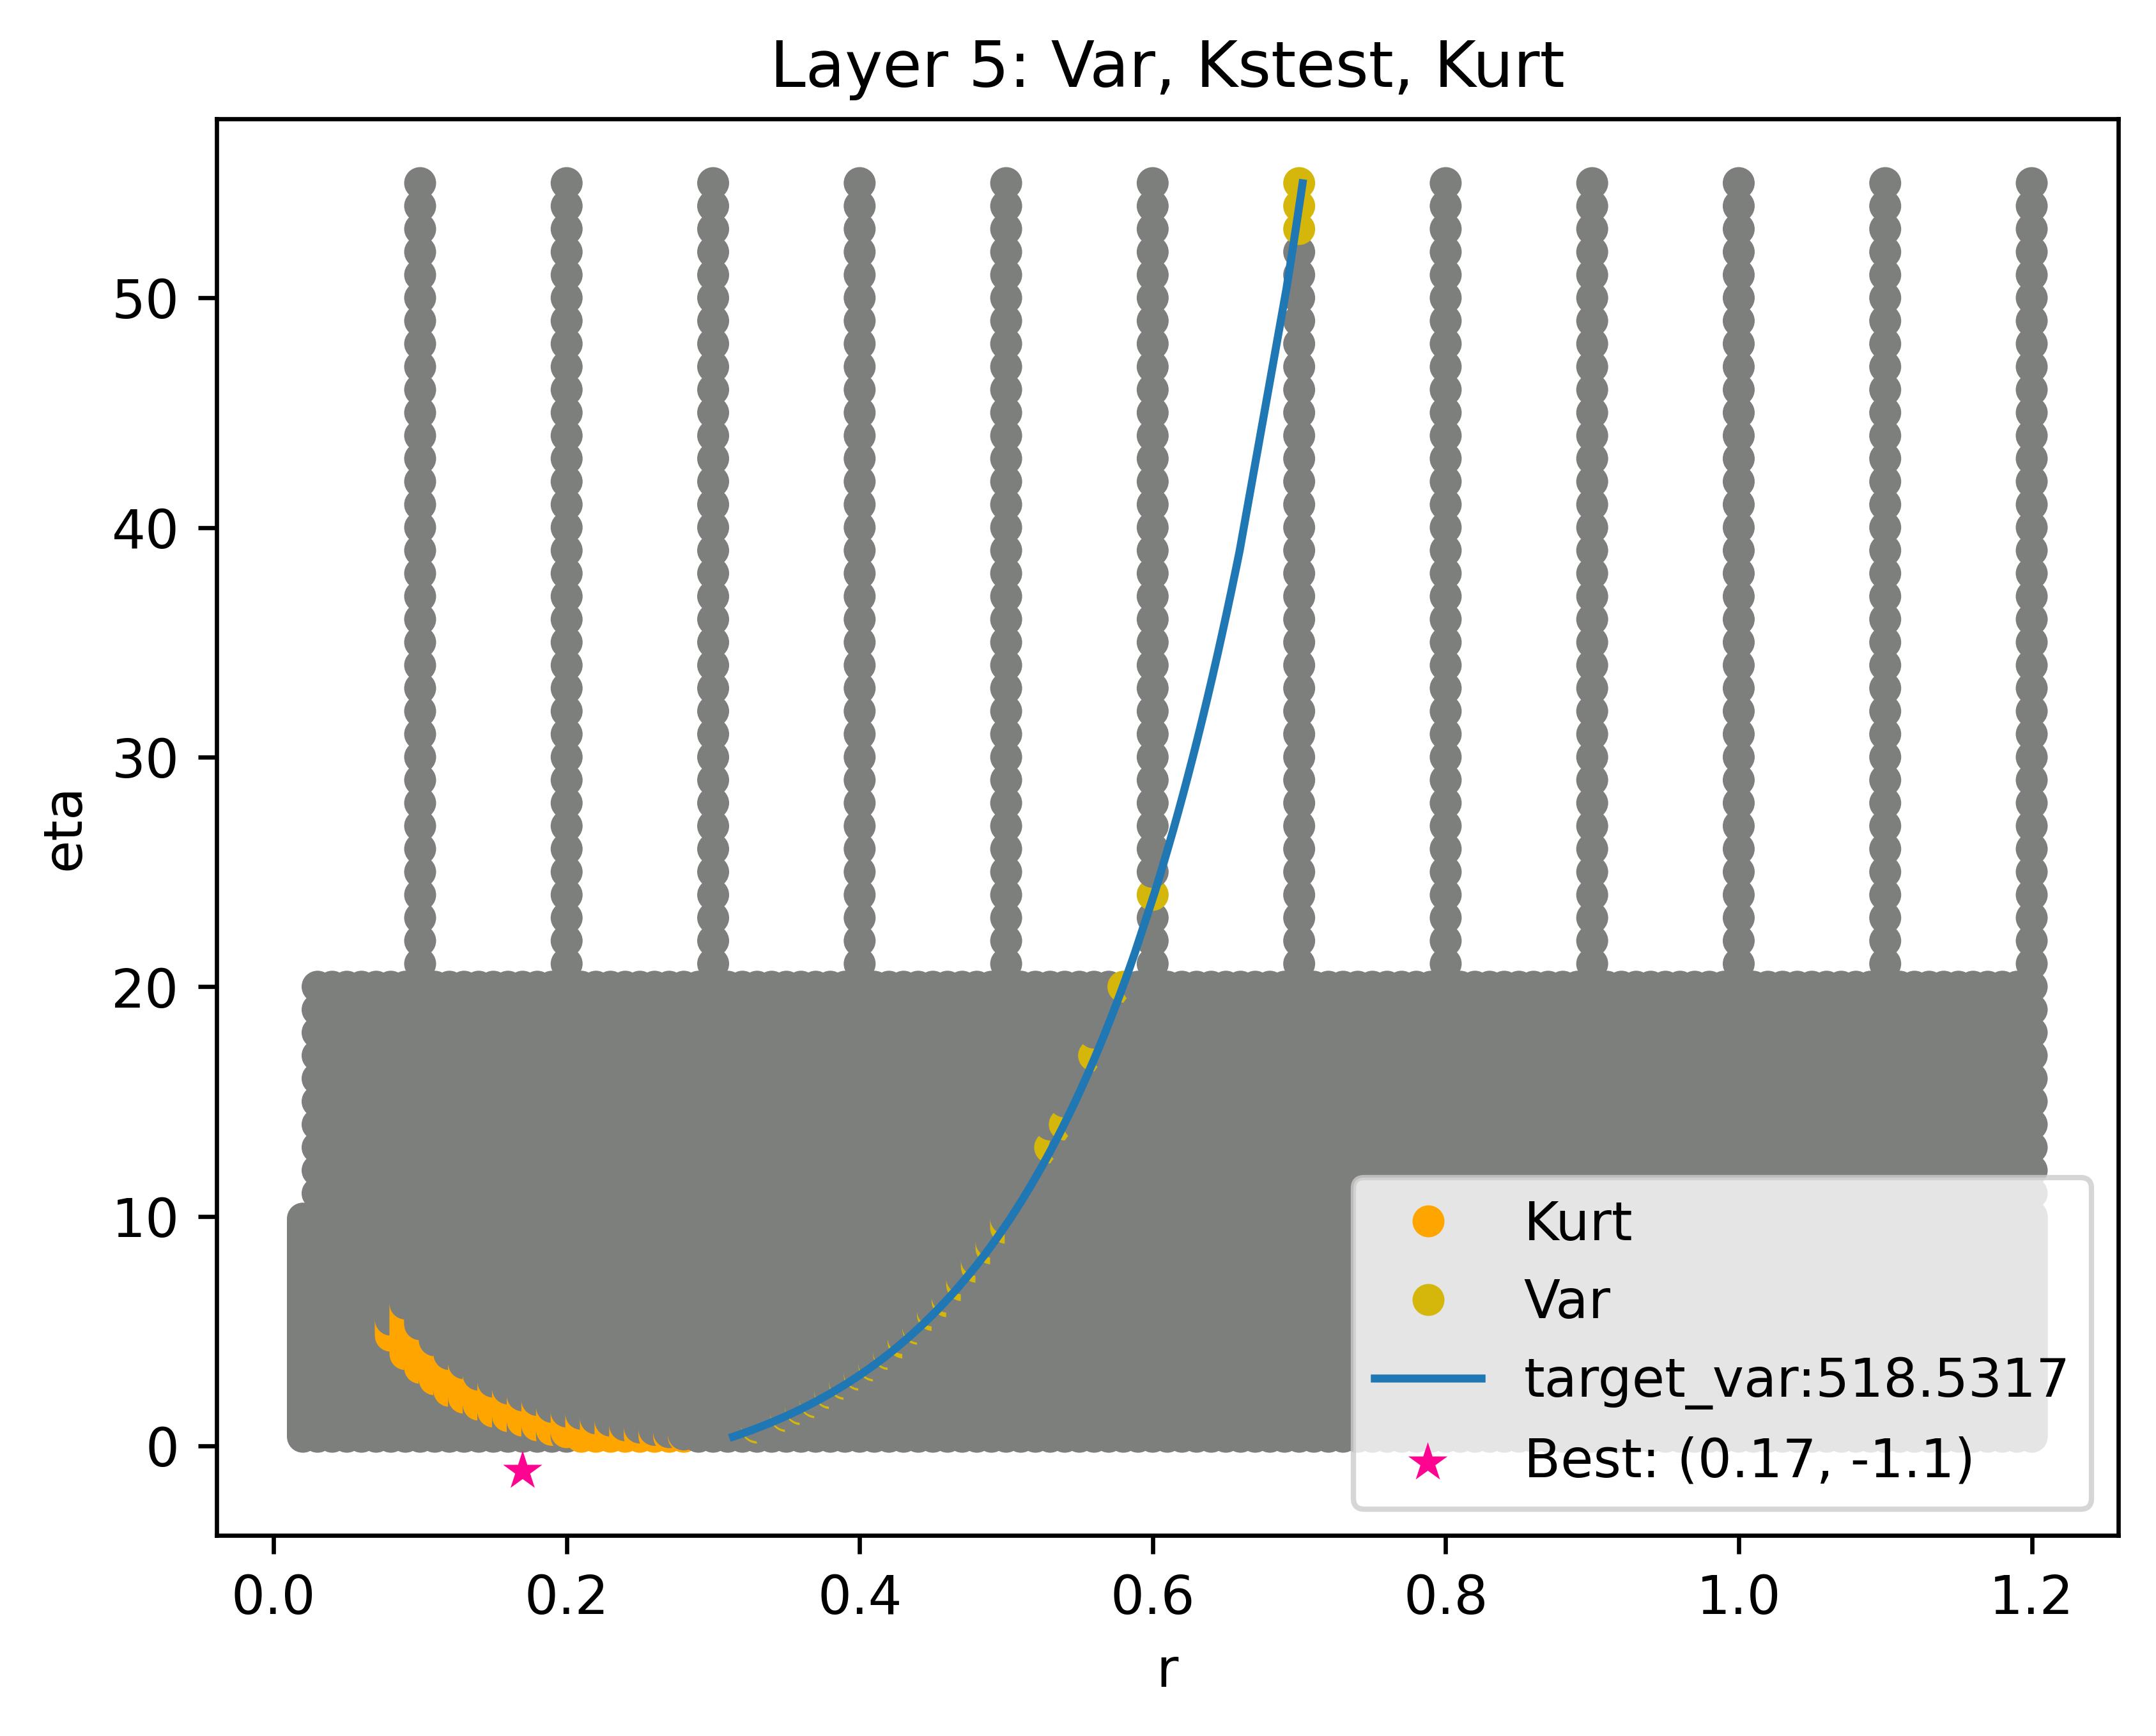 Layer 5: Var, Kstest, Kurt
eta
50
40
30
20
10
0
Kurt
Var
target_var:518.5317
Best: (0.17, -1.1)
0.0 0.2 0.4 0.6 0.8 1.0 1.2
r